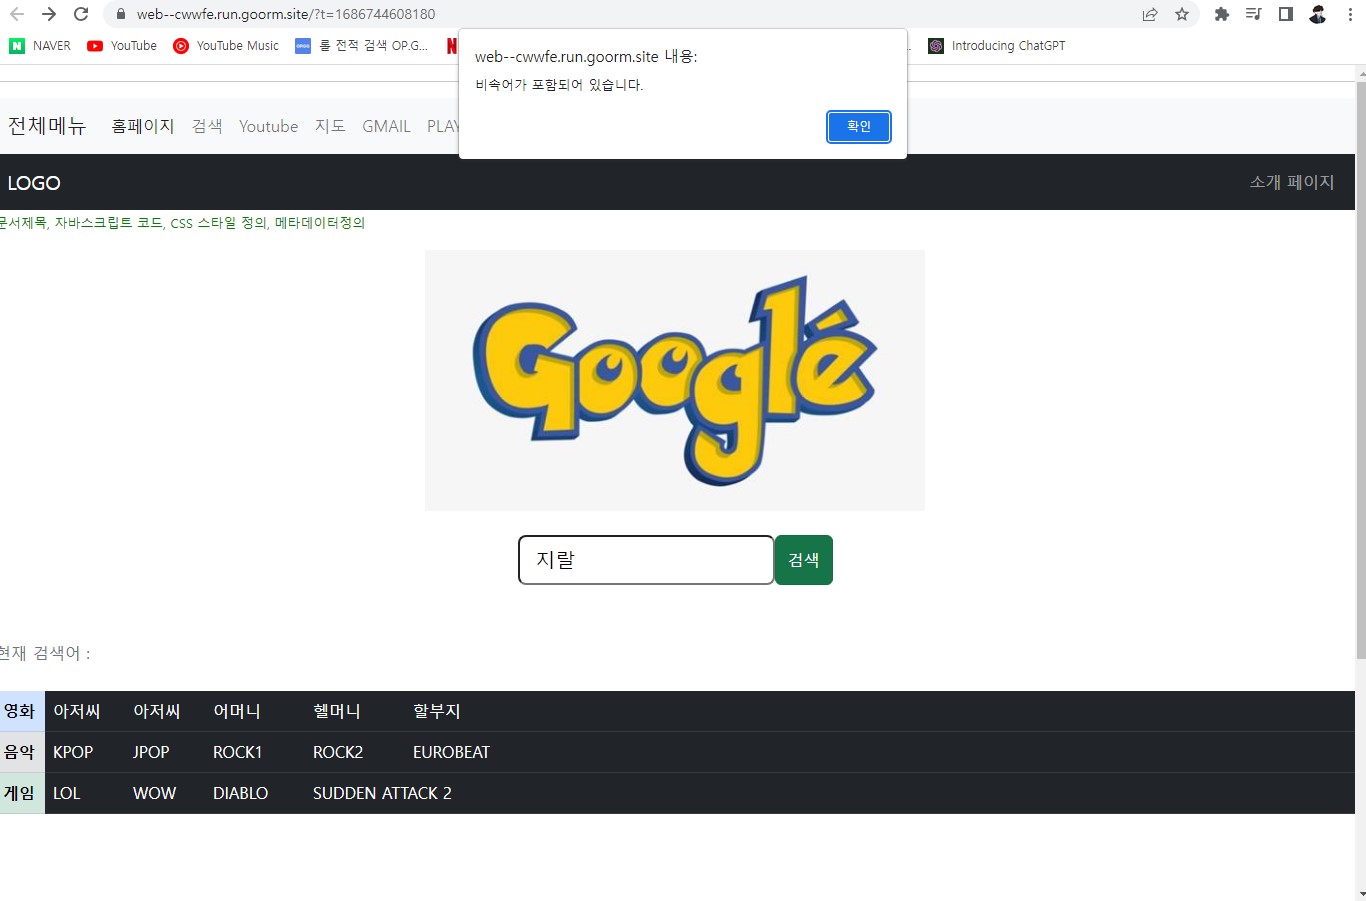 web--cwwfe.run.goorm.site/?t=1686744608180
NAVER YouTube YouTube Music 롤 전적 검색 OP.G... Introducing ChatGPT
web--cwwfe.run.goorm.site 내용:
비속어가 포함되어 있습니다.
확인
전체메뉴 홈페이지 검색 Youtube 지도 GMAIL PLAY
LOGO 소개 페이지
문서제목, 자바스크립트 코드, CSS 스타일 정의, 메타데이터정의
Googlé
지랄 검색
현재 검색어 :
영화 아저씨 아저씨 어머니 헬머니 할부지
음악 KPOP JPOP ROCK1 ROCK2 EUROBEAT
게임 LOL WOW DIABLO SUDDEN ATTACK 2